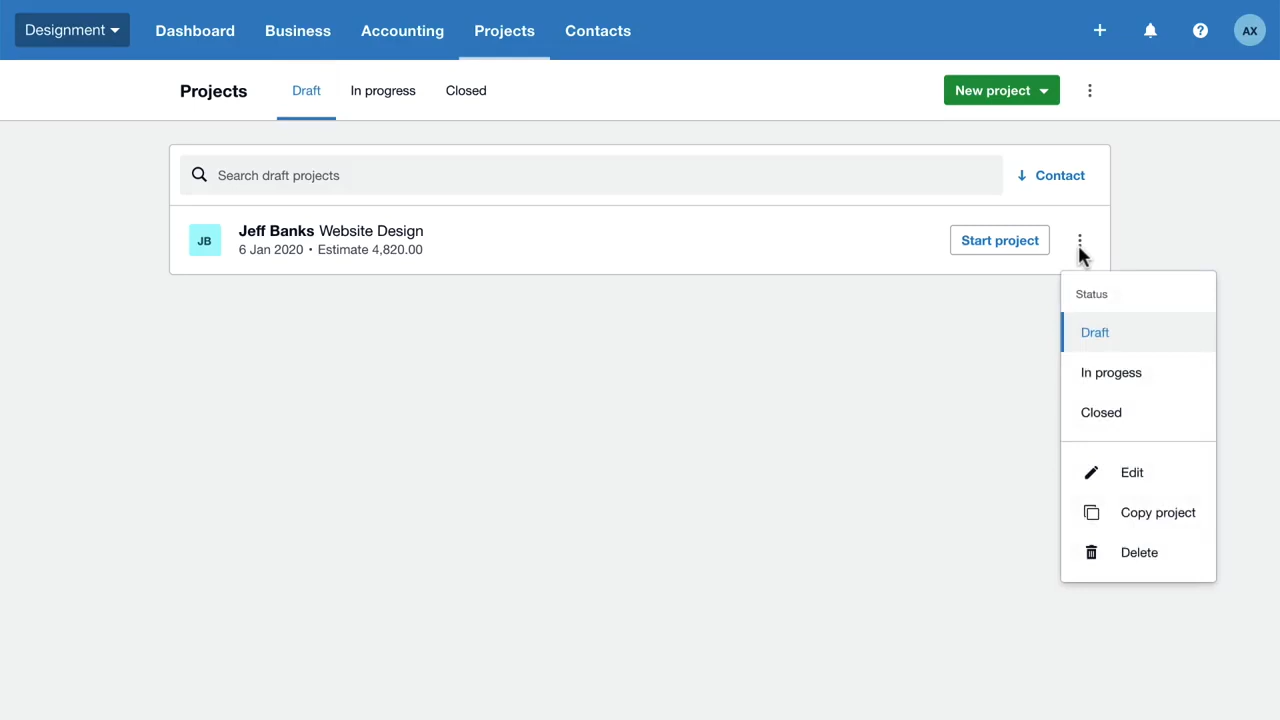 Designment
Dashboard
Business
Accounting
Projects
Contacts
AX
Projects
Draft
In progress
Closed
New project
Search draft projects
Contact
JB
Jeff Banks Website Design
6 Jan 2020 • Estimate 4,820.00
Start project
Status
Draft
In progess
Closed
Edit
Copy project
Delete